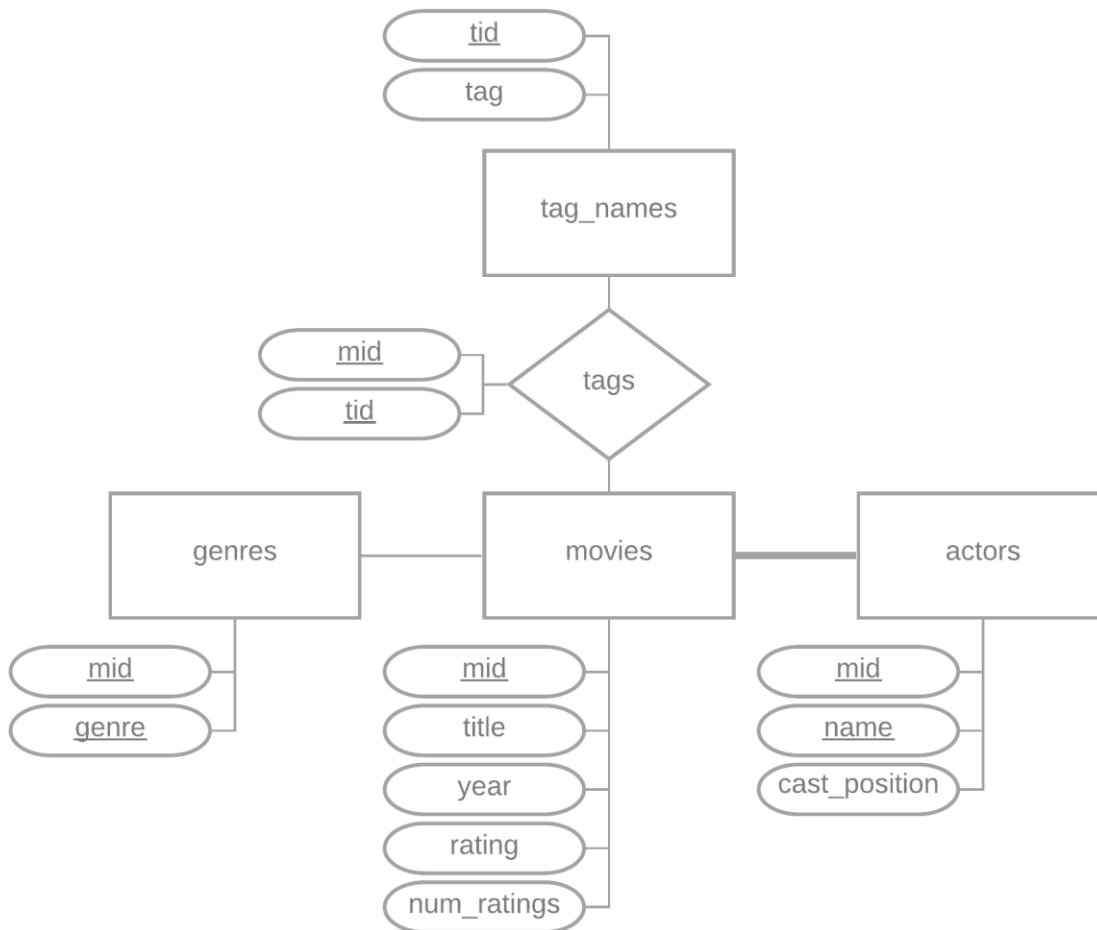 tid
tag
tag_names
mid
tags
tid
genres
movies
actors
mid
genre
mid
title
year
rating
num_ratings
mid
name
cast_position